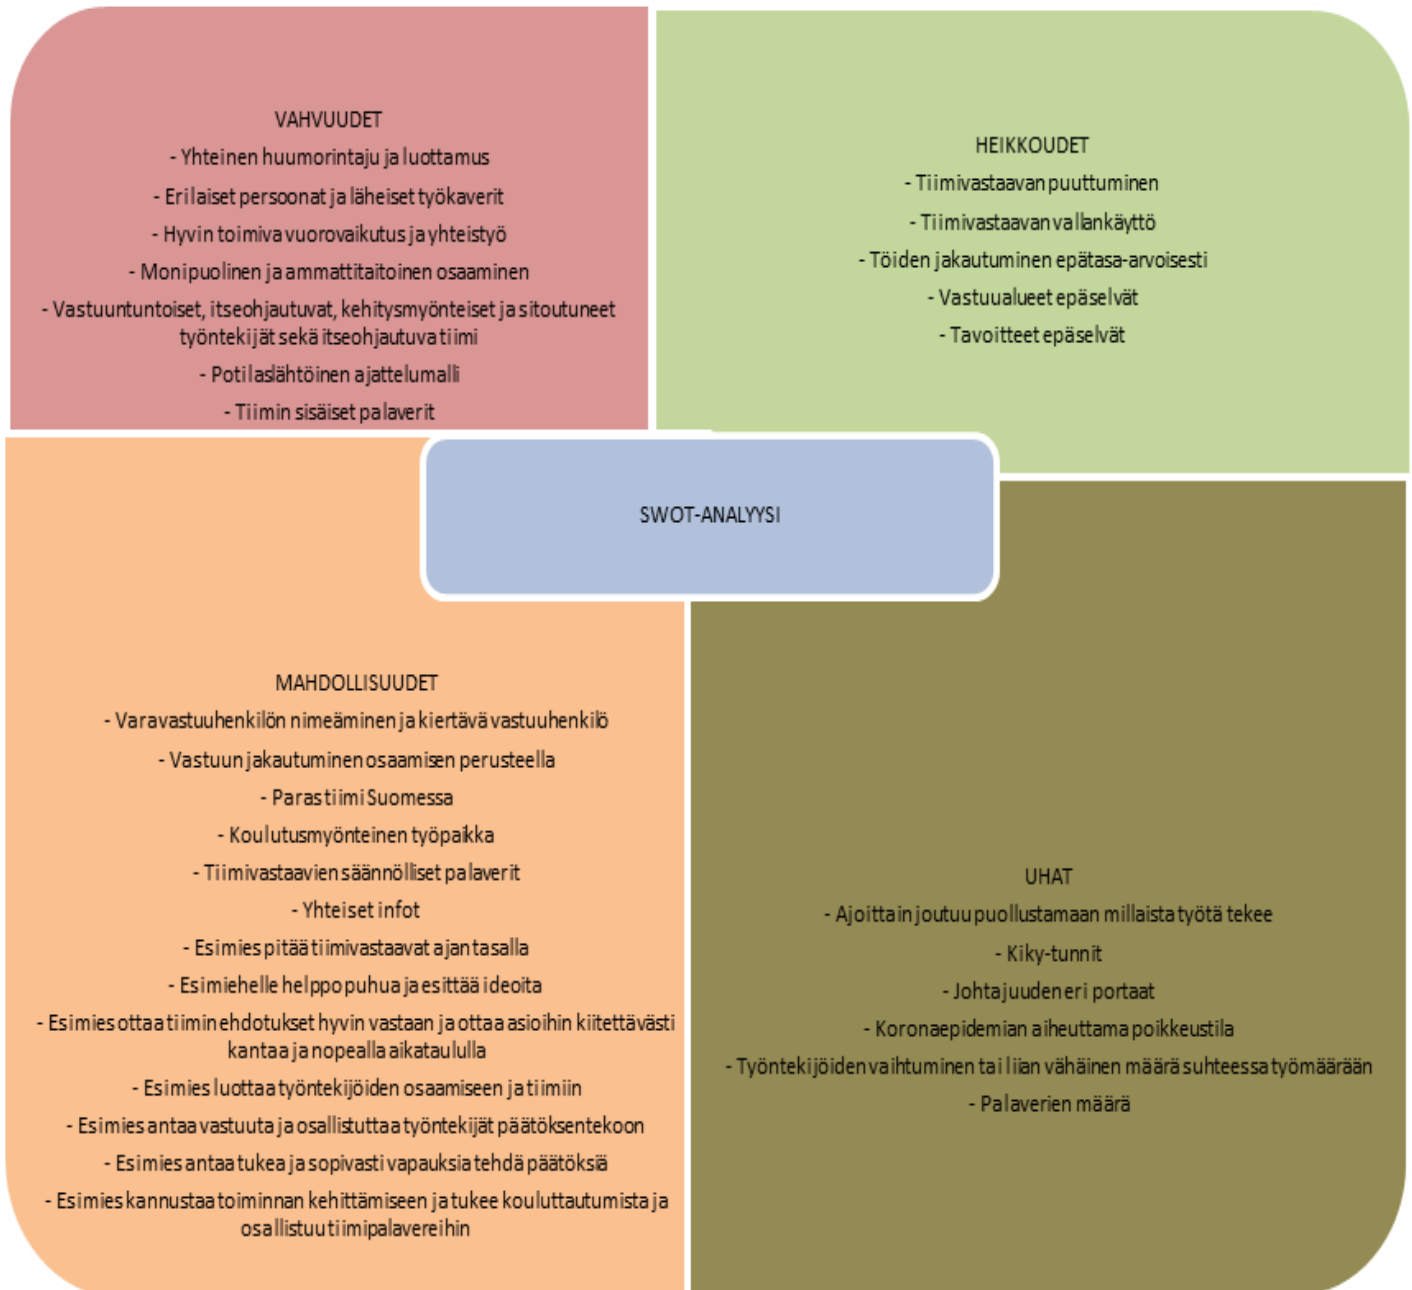 VAHVUUDET
- Yhteinen huumorintaju ja luottamus
- Erilaiset persoonat ja läheiset työkaverit
- Hyvin toimiva vuorovaikutus ja yhteistyö
- Monipuolinen ja ammattitaitoinen osaaminen
- Vastuuntuntoiset, itseohjautuvat, kehitysmyönteiset ja sitoutuneet
työntekijät sekä itseohjautuva tiimi
- Potilaslähtöinen ajattelumalli
- Tiimin sisäiset palaverit
HEIKKOUDET
- Tiimivastaavan puuttuminen
- Tiimivastaavan vallankäyttö
- Töiden jakautuminen epätasa-arvoisesti
- Vastuualueet epäselvät
- Tavoitteet epäselvät
SWOT-ANALYYSI
MAHDOLLISUUDET
- Varavastuuhenkilön nimeäminen ja kiertävä vastuuhenkilö
- Vastuun jakautuminen osaamisen perusteella
- Paras tiimi Suomessa
- Koulutusmyönteinen työpaikka
- Tiimivastaavien säännölliset palaverit
- Yhteiset infot
- Esimies pitää tiimivastaavat ajan tasalla
- Esimiehelle helppo puhua ja esittää ideoita
- Esimies ottaa tiimin ehdotukset hyvin vastaan ja ottaa asioihin kiitettävästi
kantaa ja nopealla aikataululla
- Esimies luottaa työntekijöiden osaamiseen ja tiimiin
- Esimies antaa vastuuta ja osallistuttaa työntekijät päätöksentekoon
- Esimies antaa tukea ja sopivasti vapauksia tehdä päätöksiä
- Esimies kannustaa toiminnan kehittämiseen ja tukee kouluttautumista ja
osallistuu tiimipalavereihin
UHAT
- Ajoittain joutuu puollustamaan millaista työtä tekee
- Kiky-tunnit
- Johtajuuden eri portaat
- Koronaepidemian aiheuttama poikkeustila
- Työntekijöiden vaihtuminen tai liian vähäinen määrä suhteessa työmäärään
- Palaverien määrä